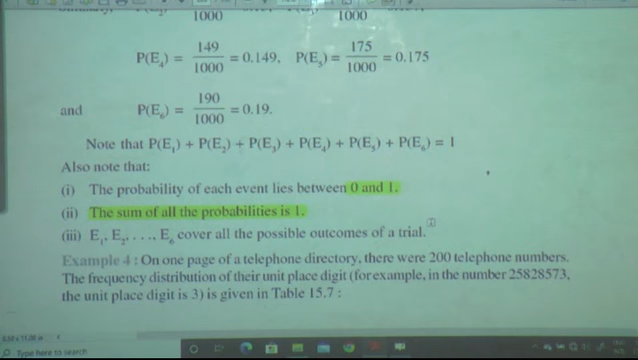 1000 1000
P(E4) = 149/1000 = 0.149, P(E5) = 175/1000 = 0.175
and P(E6) = 190/1000 = 0.19.
Note that P(E1) + P(E2) + P(E3) + P(E4) + P(E5) + P(E6) = 1
Also note that:
(i) The probability of each event lies between 0 and 1.
(ii) The sum of all the probabilities is 1.
(iii) E1, E2, . . ., E6 cover all the possible outcomes of a trial.
Example 4 : On one page of a telephone directory, there were 200 telephone numbers.
The frequency distribution of their unit place digit (for example, in the number 25828573,
the unit place digit is 3) is given in Table 15.7 :
Type here to search